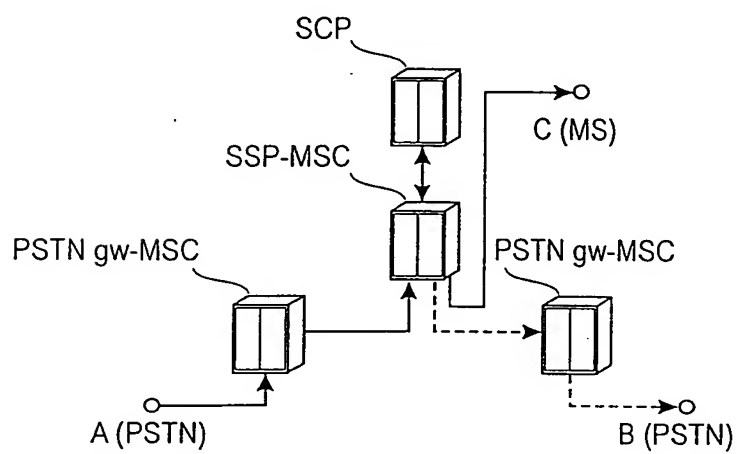 SCP
C (MS)
SSP-MSC
PSTN gw-MSC
PSTN gw-MSC
A (PSTN)
B (PSTN)